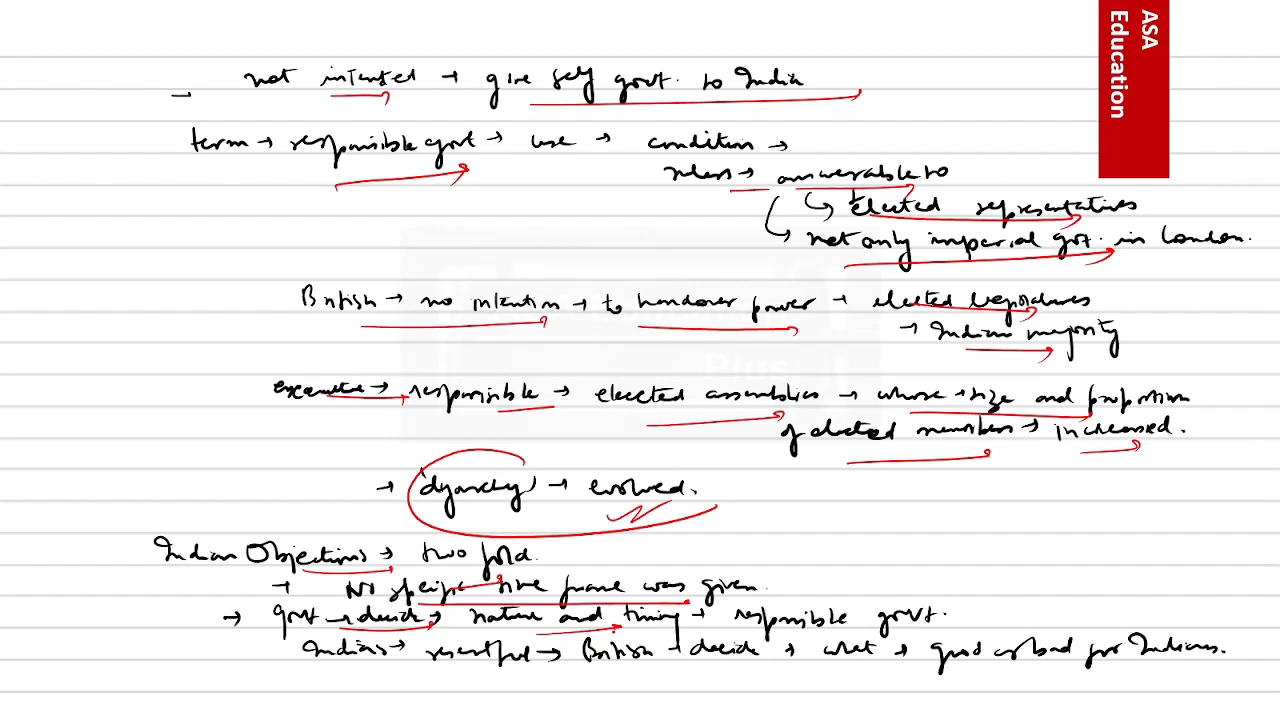 ASA
Education
- not intented → give self govt. to India
term → responsible govt → use → condition →
rulers → answerable to
↳ elected representatives
↳ not only imperial gov. in London.
British → no intention → to handover power → elected legislatures
→ Indian majority
executive → responsible → elected assemblies → whose → size and proportion
of elected members → increased.
→ 'dyarchy' → evolved.
Indian Objections → two fold.
→ No specific time frame was given.
→ govt → decide → nature and timing → responsible govt.
Indians → resentful → British → decide → what → good or bad for Indians.
Plus